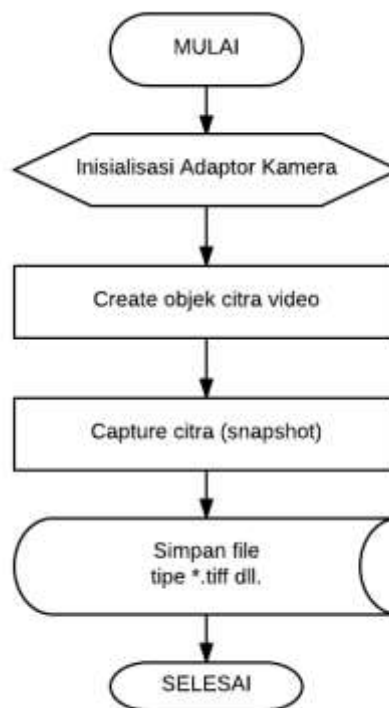 MULAI
Inisialisasi Adaptor Kamera
Create objek citra video
Capture citra (snapshot)
Simpan file
tipe *.tiff dll.
SELESAI